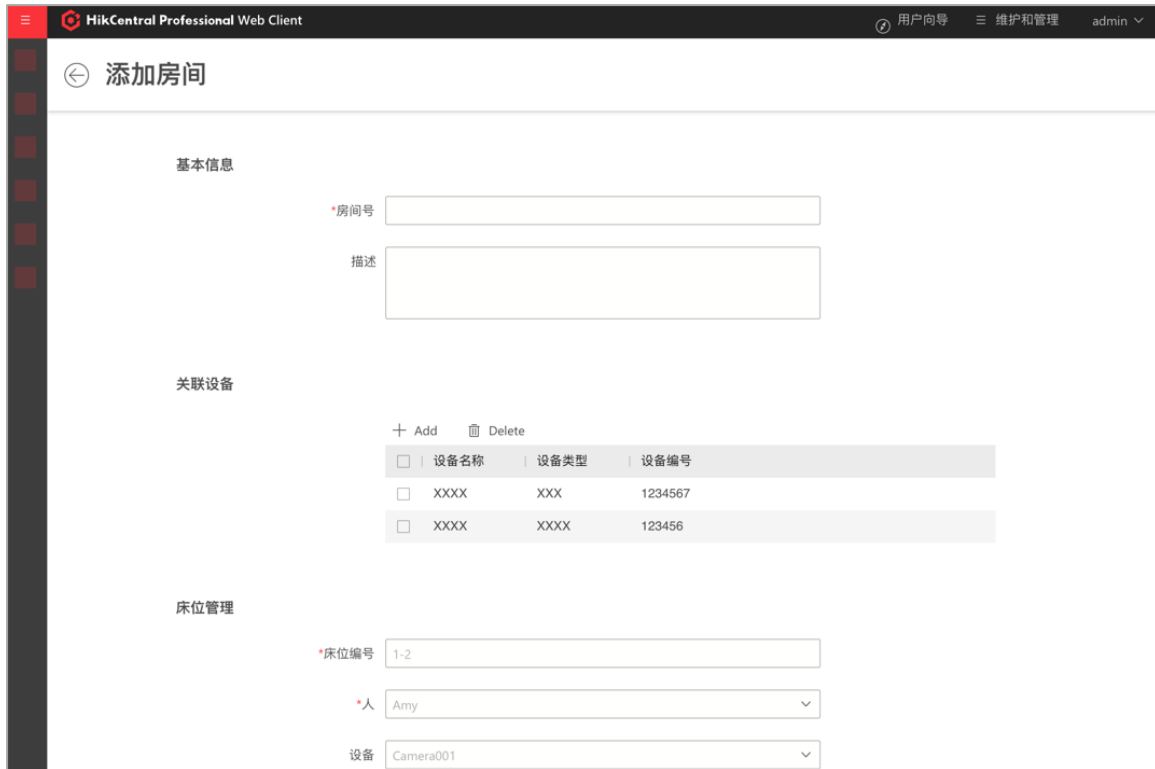 HikCentral Professional Web Client 用户向导 维护和管理 admin
添加房间
基本信息
*房间号
描述
关联设备
Add Delete
设备名称 设备类型 设备编号
XXXX XXX 1234567
XXXX XXXX 123456
床位管理
*床位编号 1-2
*人 Amy
设备 Camera001